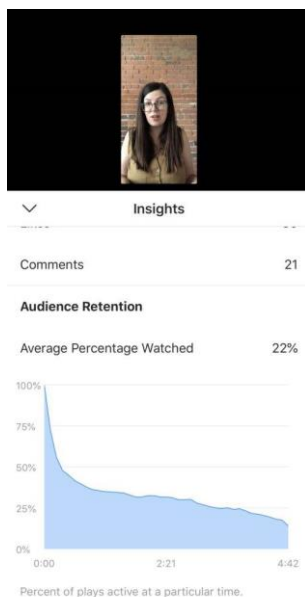 Insights
Comments 21
Audience Retention
Average Percentage Watched 22%
100%
75%
50%
25%
0%
0:00 2:21 4:42
Percent of plays active at a particular time.